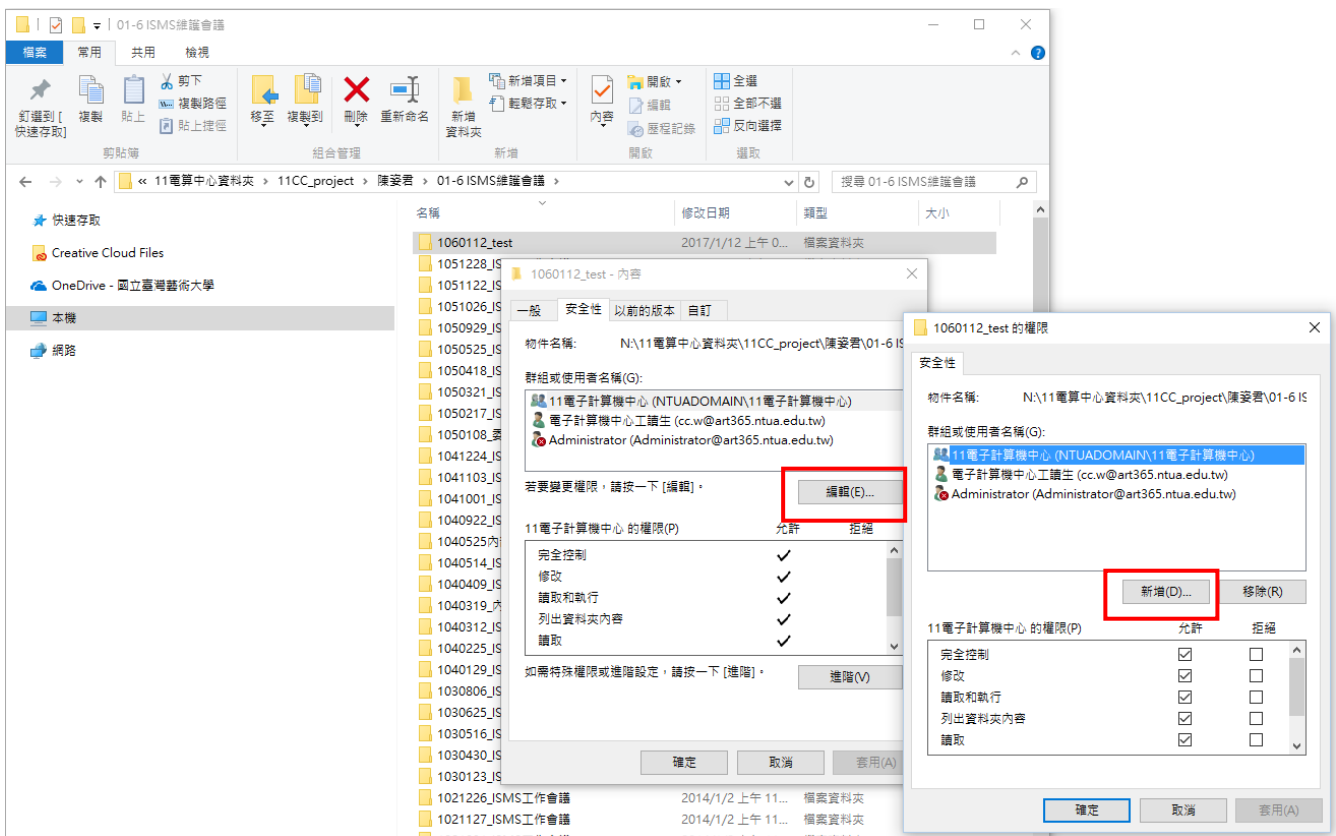 01-6 ISMS維護會議
檔案 常用 共用 檢視
釘選到 [快速存取]
複製
貼上
剪下
複製路徑
貼上捷徑
剪貼簿
移至
複製到
刪除
重新命名
組合管理
新增資料夾
新增項目
輕鬆存取
新增
內容
開啟
編輯
歷程記錄
開啟
全選
全部不選
反向選擇
選取
« 11電算中心資料夾 › 11CC_project › 陳姿君 › 01-6 ISMS維護會議 ›
搜尋 01-6 ISMS維護會議
快速存取
Creative Cloud Files
OneDrive - 國立臺灣藝術大學
本機
網路
名稱 修改日期 類型 大小
1060112_test 2017/1/12 上午 0... 檔案資料夾
1051228_IS
1051122_IS
1051026_IS
1050929_IS
1050525_IS
1050418_IS
1050321_IS
1050217_IS
1050108_委
1041224_IS
1041103_IS
1041001_IS
1040922_IS
1040525內
1040514_IS
1040409_IS
1040319_內
1040312_IS
1040225_IS
1040129_IS
1030806_IS
1030625_IS
1030516_IS
1030430_IS
1030123_IS
1021226_ISMS工作會議 2014/1/2 上午 11... 檔案資料夾
1021127_ISMS工作會議 2014/1/2 上午 11... 檔案資料夾
1060112_test - 內容
一般 安全性 以前的版本 自訂
物件名稱: N:\11電算中心資料夾\11CC_project\陳姿君\01-6 IS
群組或使用者名稱(G):
11電子計算機中心 (NTUADOMAIN\11電子計算機中心)
電子計算機中心工讀生 (cc.w@art365.ntua.edu.tw)
Administrator (Administrator@art365.ntua.edu.tw)
若要變更權限，請按一下 [編輯]。
編輯(E)...
11電子計算機中心 的權限(P) 允許 拒絕
完全控制
修改
讀取和執行
列出資料夾內容
讀取
如需特殊權限或進階設定，請按一下 [進階]。
進階(V)
確定 取消 套用(A)
1060112_test 的權限
安全性
物件名稱: N:\11電算中心資料夾\11CC_project\陳姿君\01-6 IS
群組或使用者名稱(G):
11電子計算機中心 (NTUADOMAIN\11電子計算機中心)
電子計算機中心工讀生 (cc.w@art365.ntua.edu.tw)
Administrator (Administrator@art365.ntua.edu.tw)
新增(D)... 移除(R)
11電子計算機中心 的權限(P) 允許 拒絕
完全控制
修改
讀取和執行
列出資料夾內容
讀取
確定 取消 套用(A)